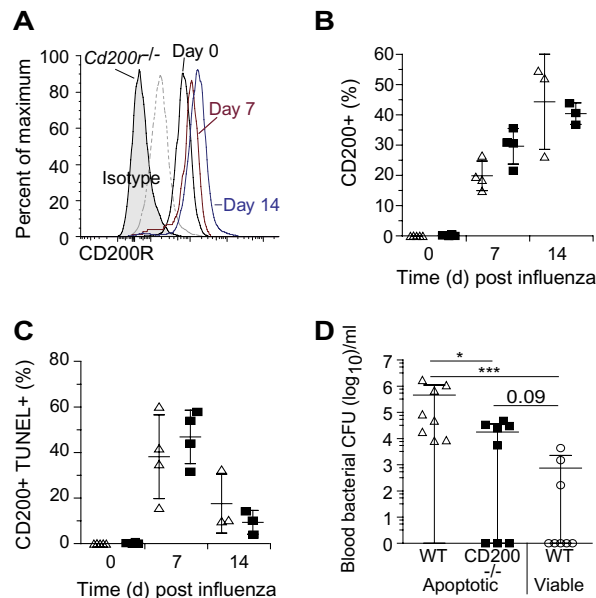 A
Cd200r-/-
Day 0
Day 7
Day 14
Isotype
Percent of maximum
100
80
60
40
20
0
CD200R
B
CD200+ (%)
60
50
40
30
20
10
0
0 7 14
Time (d) post influenza
C
CD200+ TUNEL+ (%)
80
60
40
20
0
0 7 14
Time (d) post influenza
D
Blood bacterial CFU (log10)/ml
7
6
5
4
3
2
1
0
*
***
0.09
WT CD200 WT
-/-
Apoptotic Viable